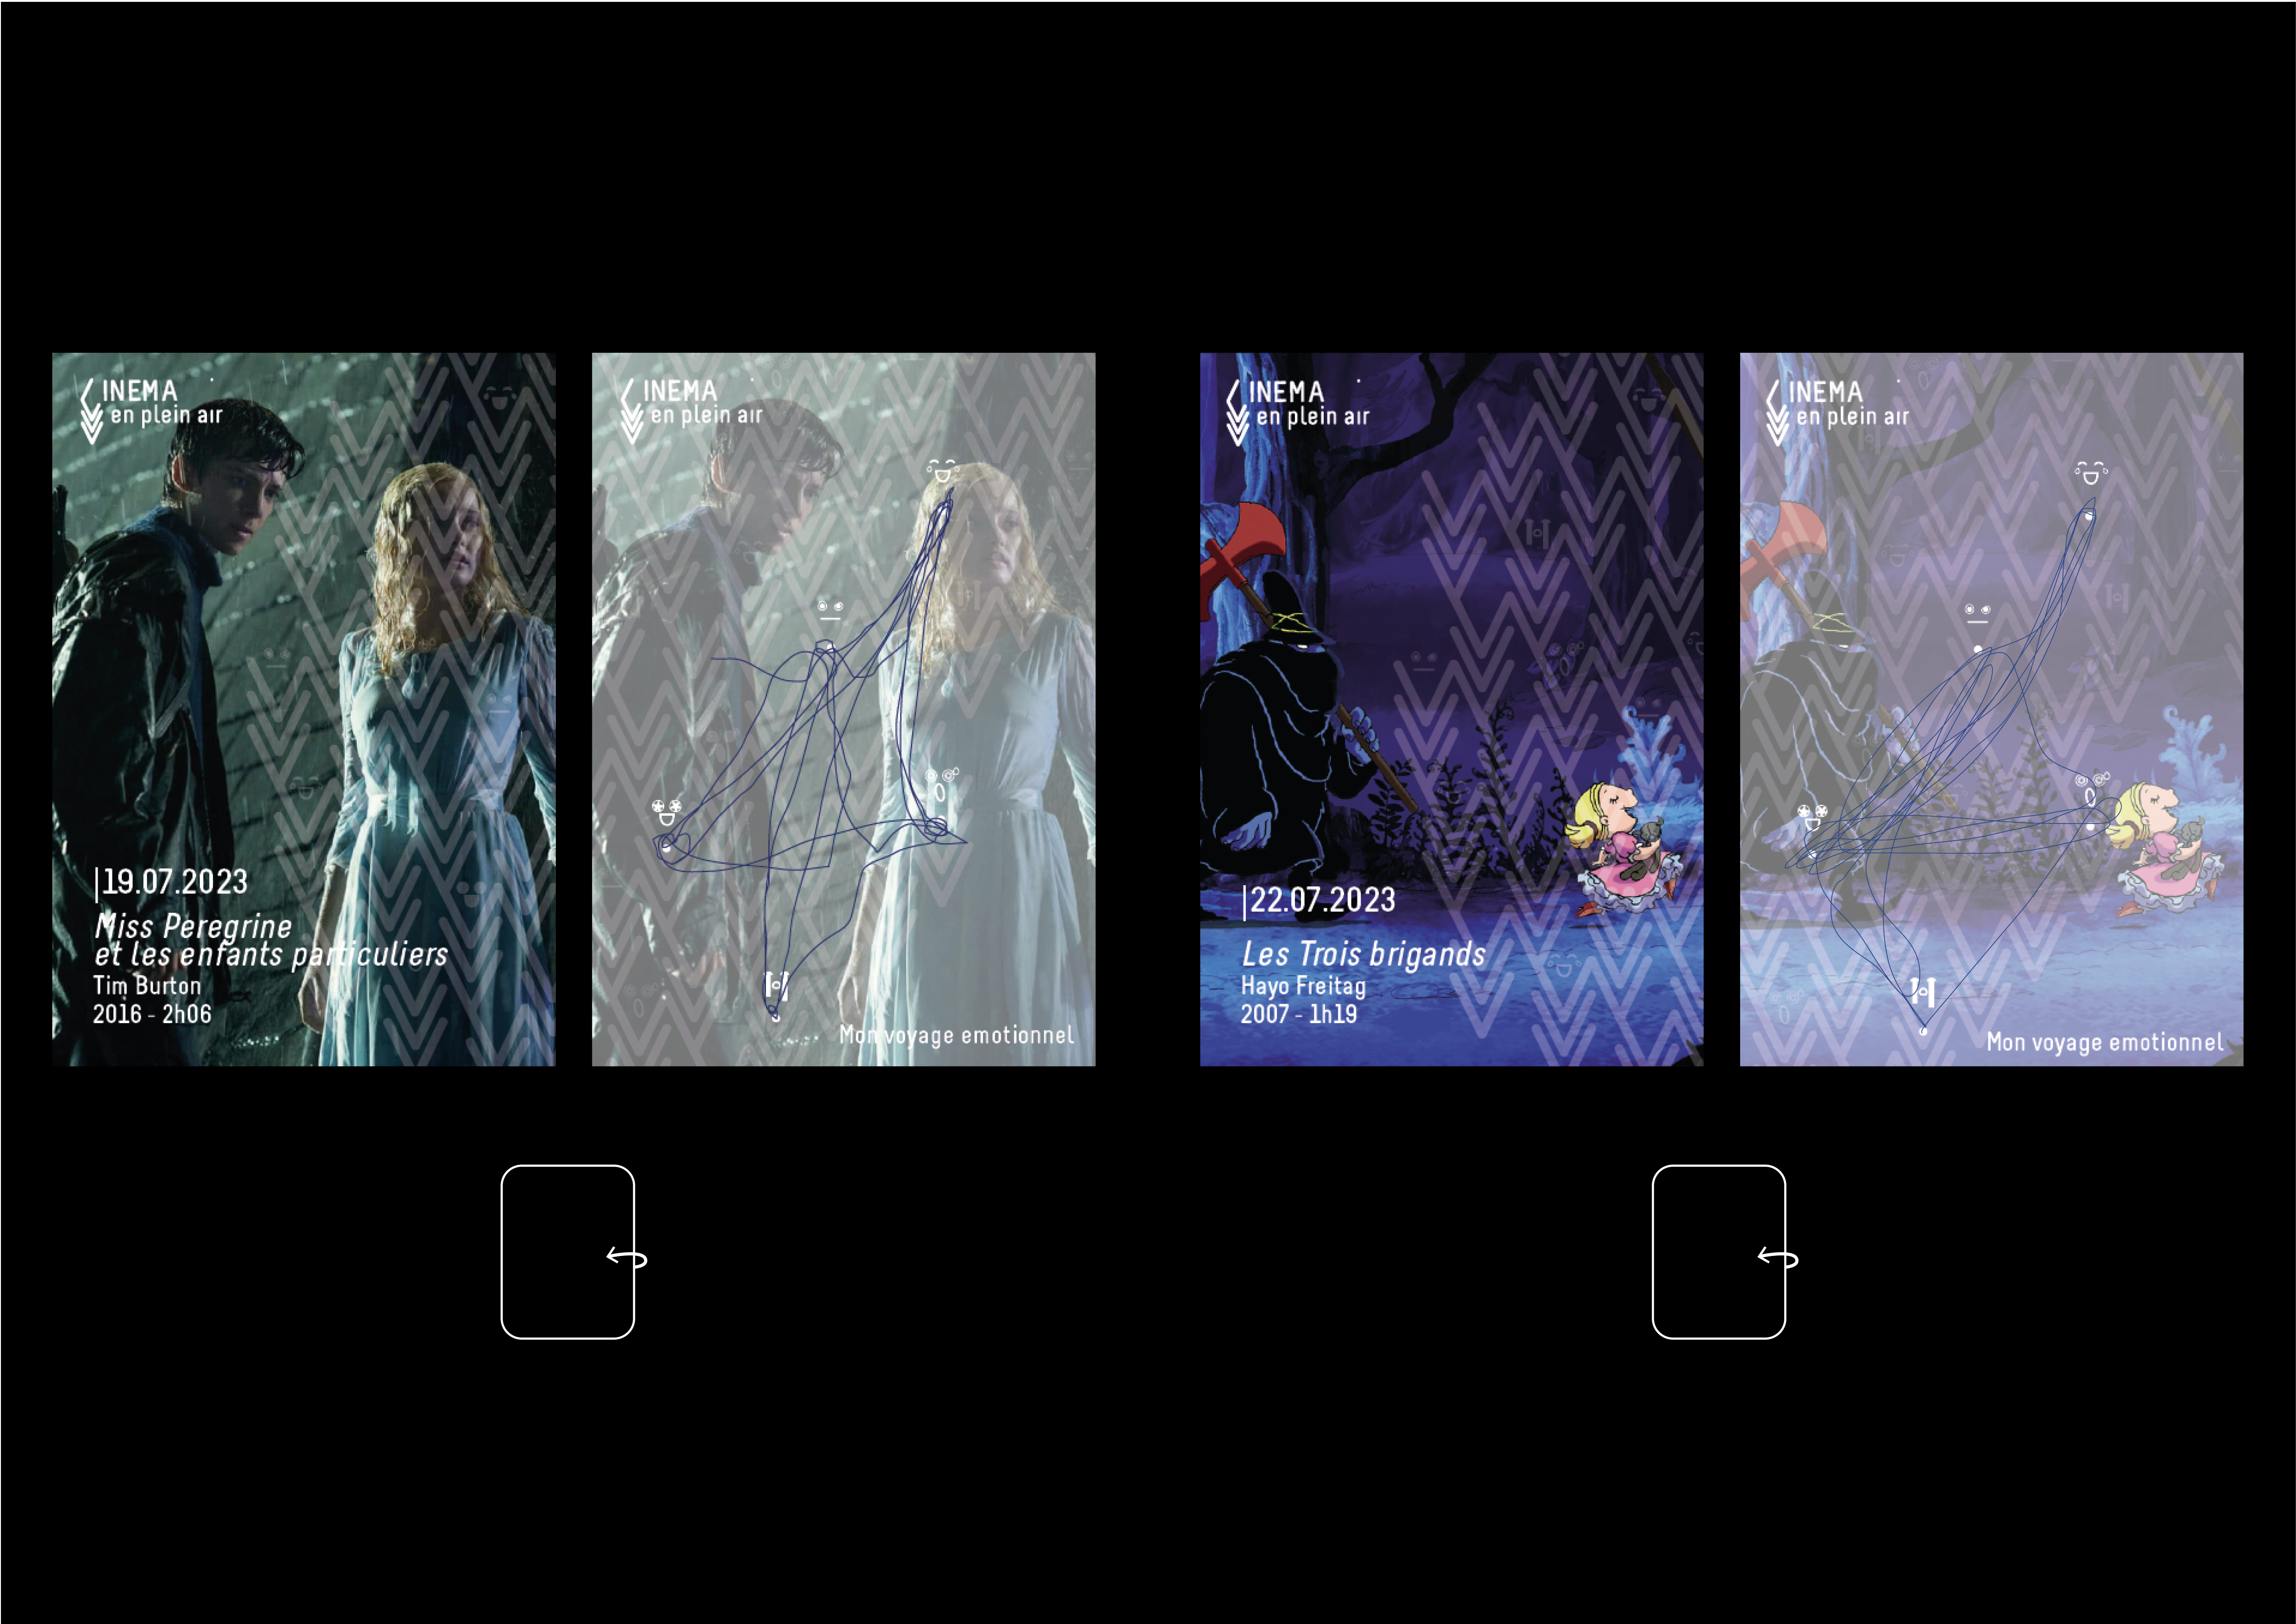 INEMA
en plein air
|19.07.2023
Miss Peregrine
et les enfants particuliers
Tim Burton
2016 - 2h06
INEMA
en plein air
Mon voyage emotionnel
INEMA
en plein air
|22.07.2023
Les Trois brigands
Hayo Freitag
2007 - 1h19
INEMA
en plein air
Mon voyage emotionnel